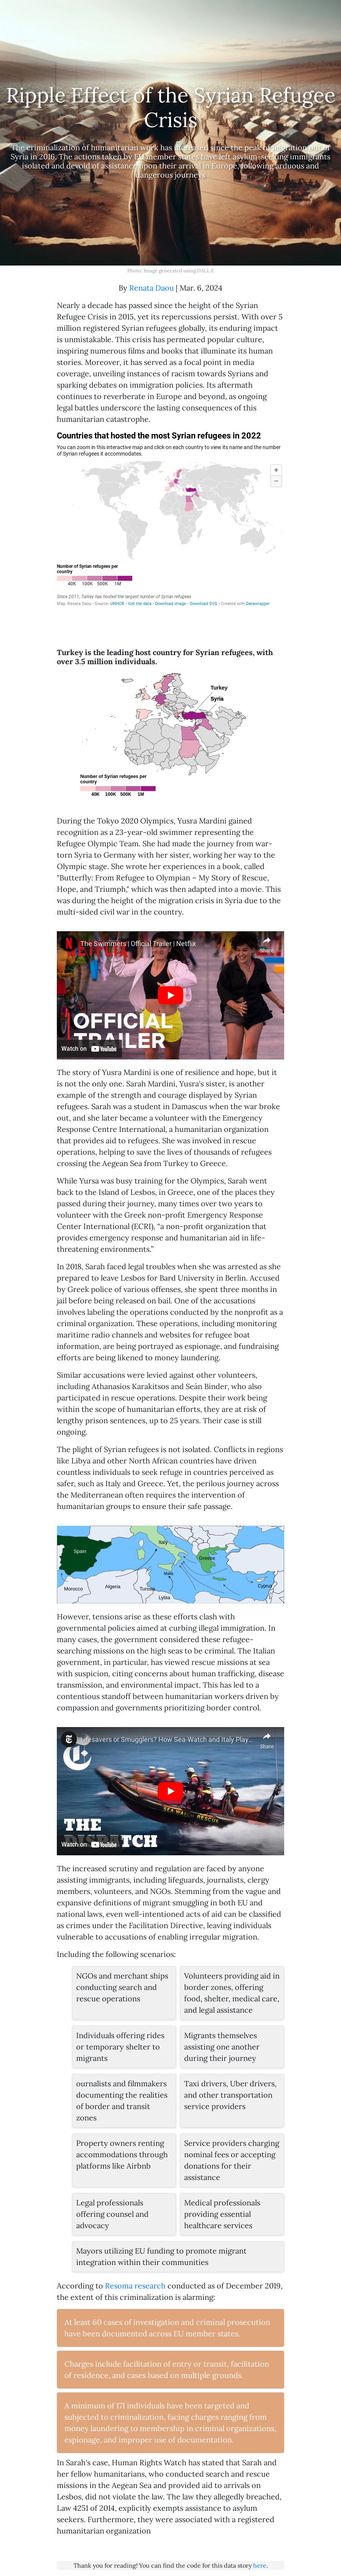 Ripple Effect of the Syrian Refugee
Crisis
The criminalization of humanitarian work has increased since the peak of migration out of
Syria in 2016. The actions taken by EU member states have left asylum-seeking immigrants
isolated and devoid of assistance upon their arrival in Europe, following arduous and
dangerous journeys.
Photo: Image generated using DALL.E
By Renata Daou | Mar. 6, 2024
Nearly a decade has passed since the height of the Syrian
Refugee Crisis in 2015, yet its repercussions persist. With over 5
million registered Syrian refugees globally, its enduring impact
is unmistakable. This crisis has permeated popular culture,
inspiring numerous films and books that illuminate its human
stories. Moreover, it has served as a focal point in media
coverage, unveiling instances of racism towards Syrians and
sparking debates on immigration policies. Its aftermath
continues to reverberate in Europe and beyond, as ongoing
legal battles underscore the lasting consequences of this
humanitarian catastrophe.
Countries that hosted the most Syrian refugees in 2022
You can zoom in this interactive map and click on each country to view its name and the number
of Syrian refugees it accommodates.
+
−
Number of Syrian refugees per
country
40K 100K 500K 1M
Since 2011, Turkey has hosted the largest number of Syrian refugees
Map: Renata Daou • Source: UNHCR • Get the data • Download image • Download SVG • Created with Datawrapper
Turkey is the leading host country for Syrian refugees, with
over 3.5 million individuals.
Turkey
Syria
Number of Syrian refugees per
country
40K 100K 500K 1M
During the Tokyo 2020 Olympics, Yusra Mardini gained
recognition as a 23-year-old swimmer representing the
Refugee Olympic Team. She had made the journey from war-
torn Syria to Germany with her sister, working her way to the
Olympic stage. She wrote her experiences in a book, called
"Butterfly: From Refugee to Olympian – My Story of Rescue,
Hope, and Triumph," which was then adapted into a movie. This
was during the height of the migration crisis in Syria due to the
multi-sided civil war in the country.
The Swimmers | Official Trailer | Netflix
NETFLIX
Share
OFFICIAL
TRAILER
Watch on YouTube
The story of Yusra Mardini is one of resilience and hope, but it
is not the only one. Sarah Mardini, Yusra's sister, is another
example of the strength and courage displayed by Syrian
refugees. Sarah was a student in Damascus when the war broke
out, and she later became a volunteer with the Emergency
Response Centre International, a humanitarian organization
that provides aid to refugees. She was involved in rescue
operations, helping to save the lives of thousands of refugees
crossing the Aegean Sea from Turkey to Greece.
While Yursa was busy training for the Olympics, Sarah went
back to the Island of Lesbos, in Greece, one of the places they
passed during their journey, many times over two years to
volunteer with the Greek non-profit Emergency Response
Center International (ECRI), “a non-profit organization that
provides emergency response and humanitarian aid in life-
threatening environments.”
In 2018, Sarah faced legal troubles when she was arrested as she
prepared to leave Lesbos for Bard University in Berlin. Accused
by Greek police of various offenses, she spent three months in
jail before being released on bail. One of the accusations
involves labeling the operations conducted by the nonprofit as a
criminal organization. These operations, including monitoring
maritime radio channels and websites for refugee boat
information, are being portrayed as espionage, and fundraising
efforts are being likened to money laundering.
Similar accusations were levied against other volunteers,
including Athanasios Karakitsos and Seán Binder, who also
participated in rescue operations. Despite their work being
within the scope of humanitarian efforts, they are at risk of
lengthy prison sentences, up to 25 years. Their case is still
ongoing.
The plight of Syrian refugees is not isolated. Conflicts in regions
like Libya and other North African countries have driven
countless individuals to seek refuge in countries perceived as
safer, such as Italy and Greece. Yet, the perilous journey across
the Mediterranean often requires the intervention of
humanitarian groups to ensure their safe passage.
Spain
Italy
Greece
Malta
Morocco
Algeria
Tunisia
Lybia
Cyprus
However, tensions arise as these efforts clash with
governmental policies aimed at curbing illegal immigration. In
many cases, the government considered these refugee-
searching missions on the high seas to be criminal. The Italian
government, in particular, has viewed rescue missions at sea
with suspicion, citing concerns about human trafficking, disease
transmission, and environmental impact. This has led to a
contentious standoff between humanitarian workers driven by
compassion and governments prioritizing border control.
savers or Smugglers? How Sea-Watch and Italy Play...
Share
SEA WATCH RESCUE
THE
DISPATCH
Watch on YouTube
The increased scrutiny and regulation are faced by anyone
assisting immigrants, including lifeguards, journalists, clergy
members, volunteers, and NGOs. Stemming from the vague and
expansive definitions of migrant smuggling in both EU and
national laws, even well-intentioned acts of aid can be classified
as crimes under the Facilitation Directive, leaving individuals
vulnerable to accusations of enabling irregular migration.
Including the following scenarios:
NGOs and merchant ships
conducting search and
rescue operations
Volunteers providing aid in
border zones, offering
food, shelter, medical care,
and legal assistance
Individuals offering rides
or temporary shelter to
migrants
Migrants themselves
assisting one another
during their journey
ournalists and filmmakers
documenting the realities
of border and transit
zones
Taxi drivers, Uber drivers,
and other transportation
service providers
Property owners renting
accommodations through
platforms like Airbnb
Service providers charging
nominal fees or accepting
donations for their
assistance
Legal professionals
offering counsel and
advocacy
Medical professionals
providing essential
healthcare services
Mayors utilizing EU funding to promote migrant
integration within their communities
According to Resoma research conducted as of December 2019,
the extent of this criminalization is alarming:
At least 60 cases of investigation and criminal prosecution
have been documented across EU member states.
Charges include facilitation of entry or transit, facilitation
of residence, and cases based on multiple grounds.
A minimum of 171 individuals have been targeted and
subjected to criminalization, facing charges ranging from
money laundering to membership in criminal organizations,
espionage, and improper use of documentation.
In Sarah's case, Human Rights Watch has stated that Sarah and
her fellow humanitarians, who conducted search and rescue
missions in the Aegean Sea and provided aid to arrivals on
Lesbos, did not violate the law. The law they allegedly breached,
Law 4251 of 2014, explicitly exempts assistance to asylum
seekers. Furthermore, they were associated with a registered
humanitarian organization
Thank you for reading! You can find the code for this data story here.